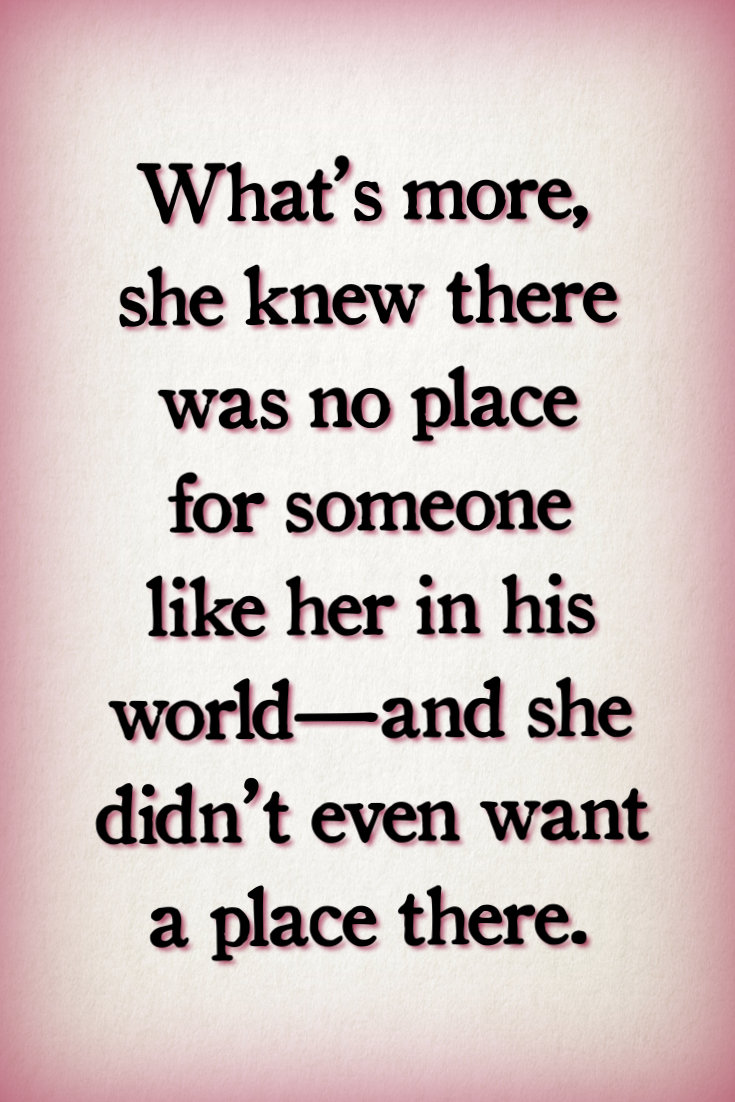 What’s more,
she knew there
was no place
for someone
like her in his
world—and she
didn’t even want
a place there.